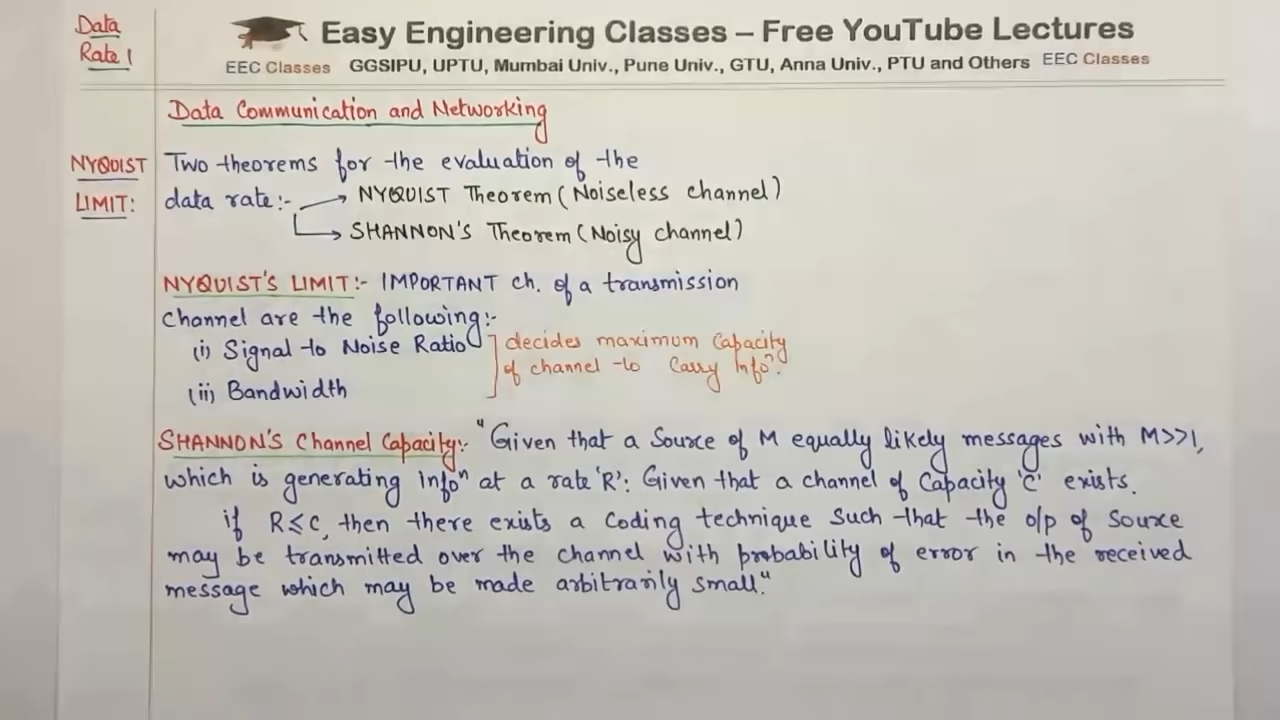 Data
Rate 1
Easy Engineering Classes – Free YouTube Lectures
EEC Classes GGSIPU, UPTU, Mumbai Univ., Pune Univ., GTU, Anna Univ., PTU and Others EEC Classes
Data Communication and Networking
NYQUIST
LIMIT:
Two theorems for the evaluation of the
data rate:- → NYQUIST Theorem (Noiseless channel)
→ SHANNON'S Theorem (Noisy channel)
NYQUIST'S LIMIT:- IMPORTANT ch. of a transmission
Channel are the following:-
(i) Signal to Noise Ratio
(ii) Bandwidth
decides maximum Capacity
of channel to Carry Infoⁿ.
SHANNON'S Channel Capacity:- "Given that a Source of M equally likely messages with M>>1,
which is generating Infoⁿ at a rate 'R': Given that a channel of Capacity 'C' exists.
if R≤C, then there exists a Coding technique Such that the o/p of Source
may be transmitted over the channel with probability of error in the received
message which may be made arbitrarily small"